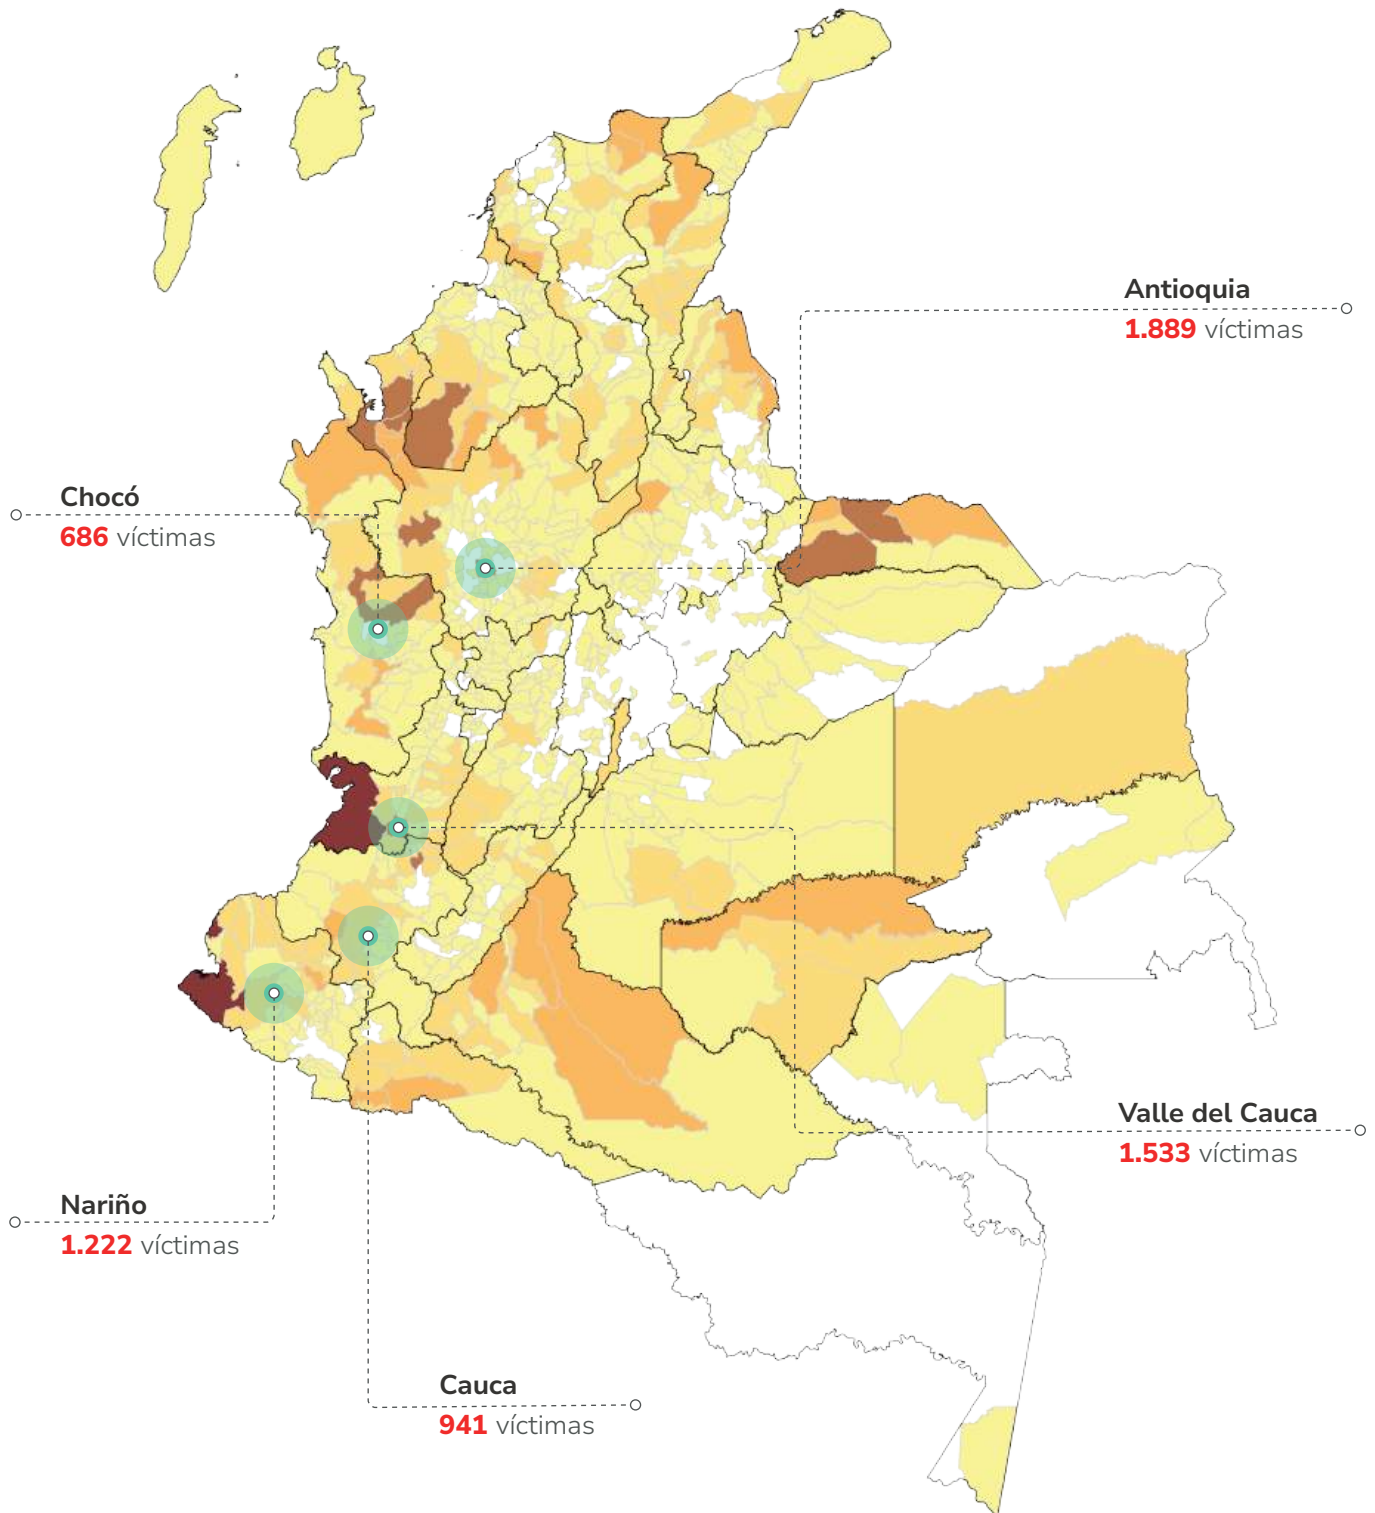 Antioquia
1.889 víctimas
Chocó
686 víctimas
Valle del Cauca
1.533 víctimas
Nariño
1.222 víctimas
Cauca
941 víctimas